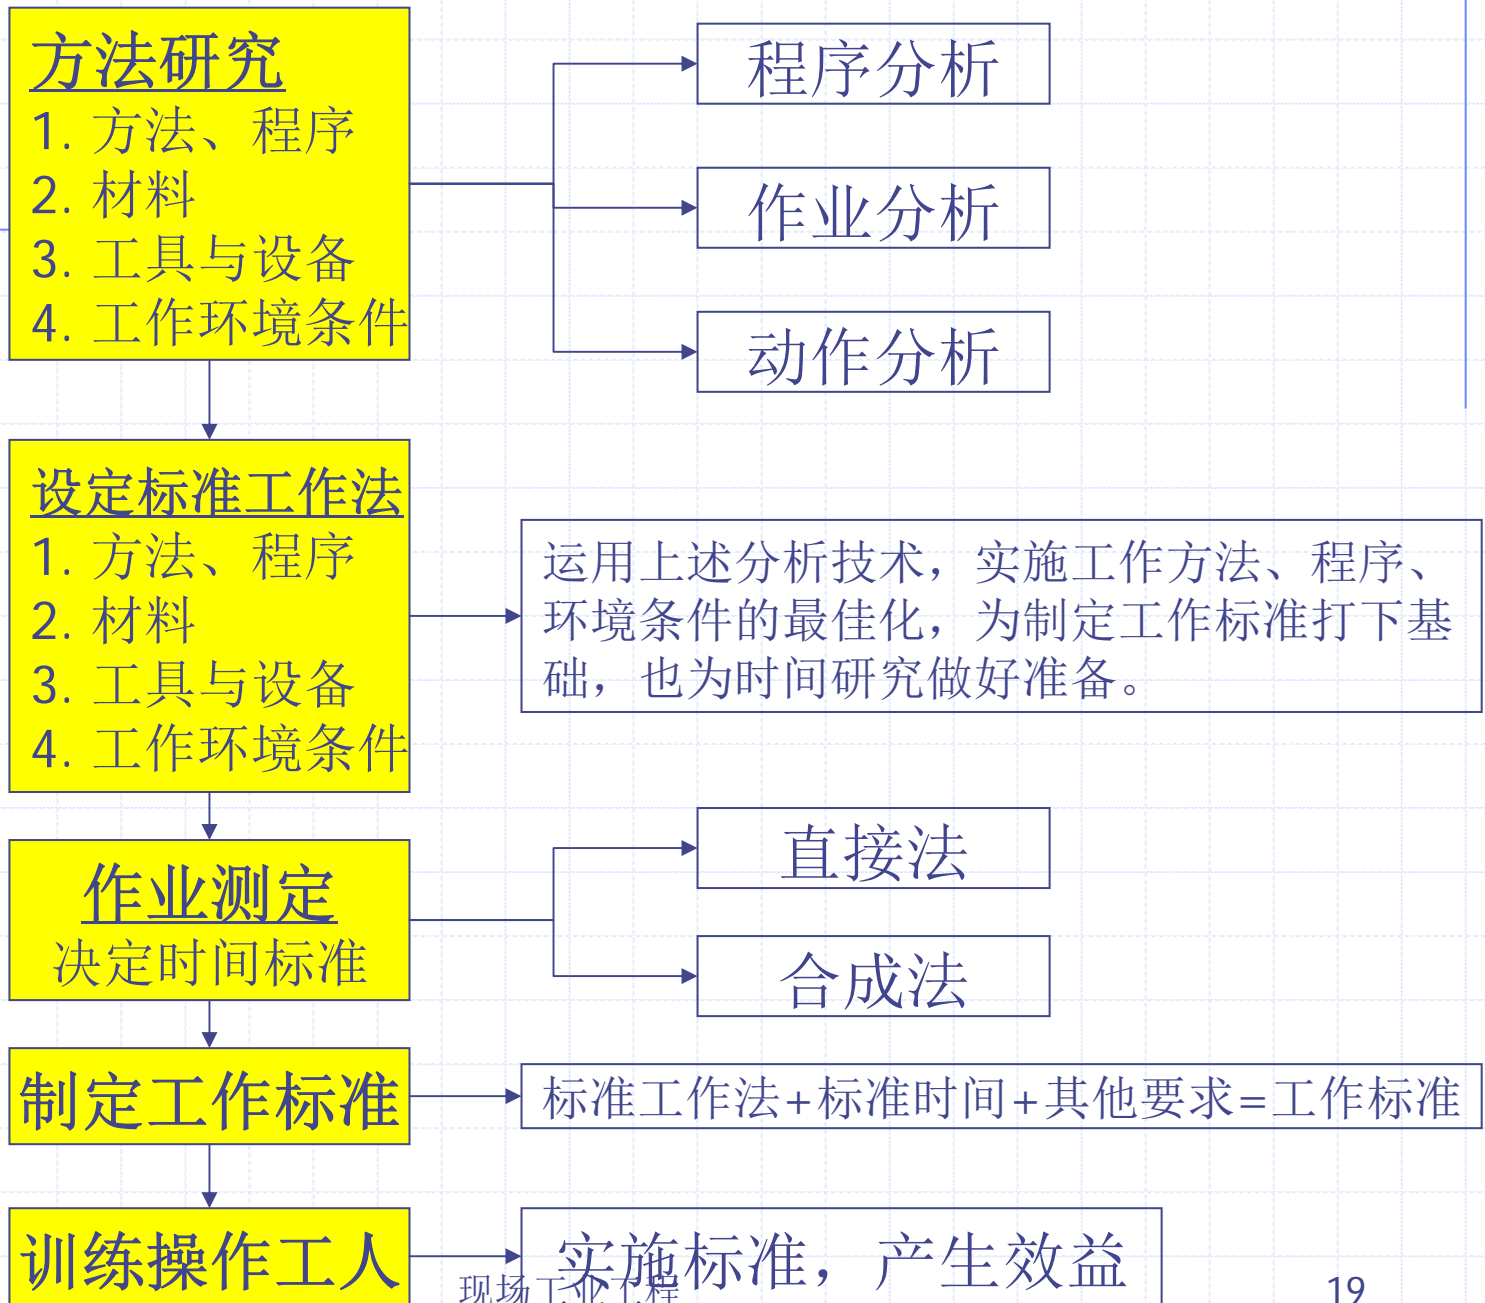 方法研究
1. 方法、程序
2. 材料
3. 工具与设备
4. 工作环境条件
程序分析
作业分析
动作分析
设定标准工作法
1. 方法、程序
2. 材料
3. 工具与设备
4. 工作环境条件
运用上述分析技术，实施工作方法、程序、
环境条件的最佳化，为制定工作标准打下基
础，也为时间研究做好准备。
作业测定
决定时间标准
直接法
合成法
制定工作标准
标准工作法+标准时间+其他要求=工作标准
训练操作工人
实施标准，产生效益
现场工业工程
19